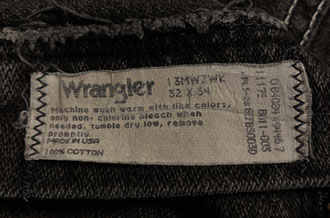 Wrangler 13MWZWK
32 X 34
Machine wash warm with like colors,
only non-chlorine bleach when
needed, tumble dry low, remove
promptly.
MADE IN USA
100% COTTON